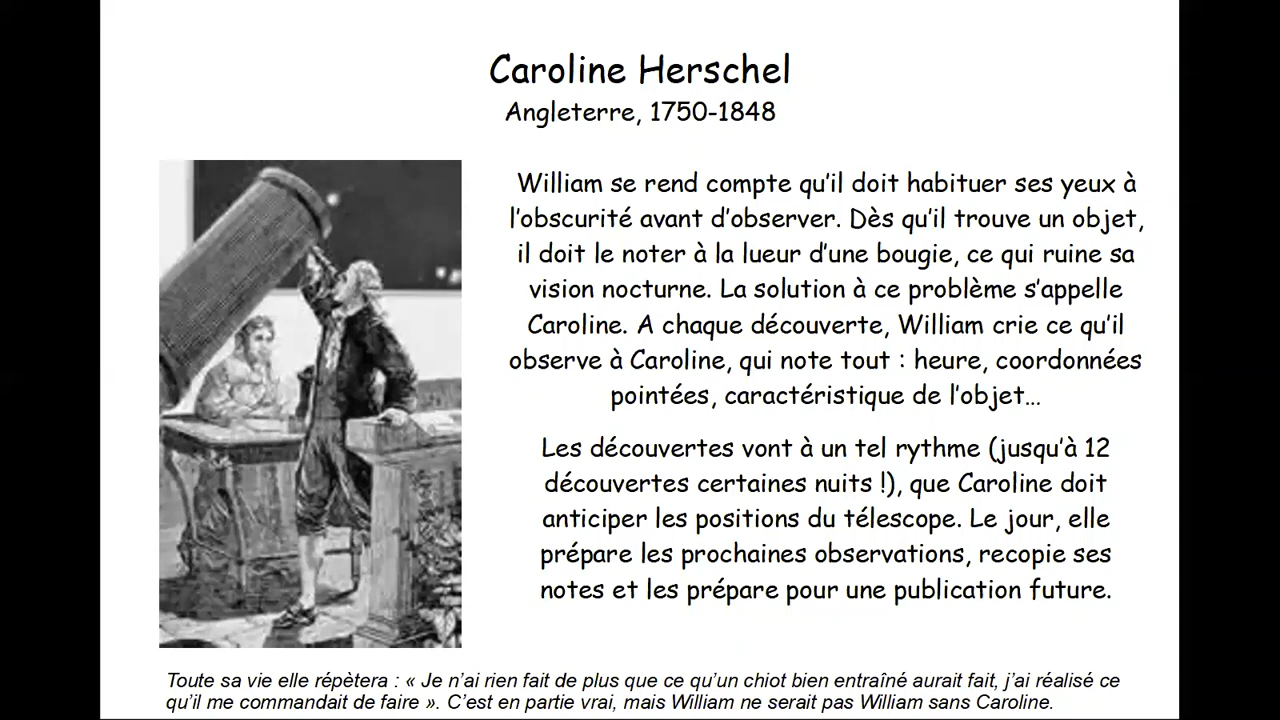 Caroline Herschel
Angleterre, 1750-1848
William se rend compte qu'il doit habituer ses yeux à
l'obscurité avant d'observer. Dès qu'il trouve un objet,
il doit le noter à la lueur d'une bougie, ce qui ruine sa
vision nocturne. La solution à ce problème s'appelle
Caroline. A chaque découverte, William crie ce qu'il
observe à Caroline, qui note tout : heure, coordonnées
pointées, caractéristique de l'objet…
Les découvertes vont à un tel rythme (jusqu'à 12
découvertes certaines nuits !), que Caroline doit
anticiper les positions du télescope. Le jour, elle
prépare les prochaines observations, recopie ses
notes et les prépare pour une publication future.
Toute sa vie elle répètera : « Je n'ai rien fait de plus que ce qu'un chiot bien entraîné aurait fait, j'ai réalisé ce
qu'il me commandait de faire ». C'est en partie vrai, mais William ne serait pas William sans Caroline.